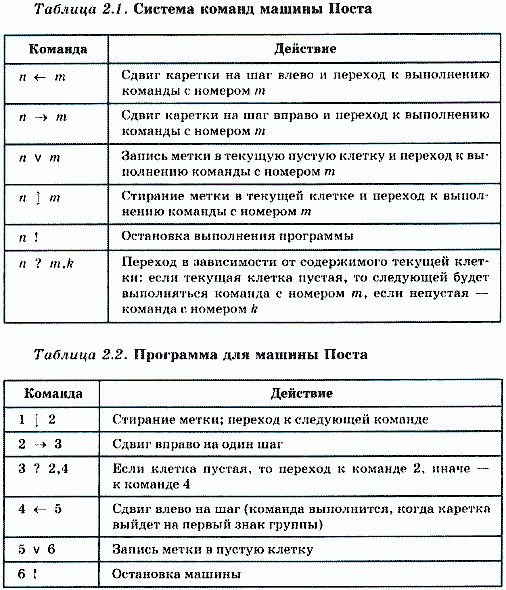 Таблица 2.1. Система команд машины Поста
Команда Действие
n ← m Сдвиг каретки на шаг влево и переход к выполнению
команды с номером m
n → m Сдвиг каретки на шаг вправо и переход к выполнению
команды с номером m
n v m Запись метки в текущую пустую клетку и переход к вы-
полнению команды с номером m
n ] m Стирание метки в текущей клетке и переход к выпол-
нению команды с номером m
n ! Остановка выполнения программы
n ? m,k Переход в зависимости от содержимого текущей клет-
ки: если текущая клетка пустая, то следующей будет
выполняться команда с номером m, если непустая —
команда с номером k
Таблица 2.2. Программа для машины Поста
Команда Действие
1 ] 2 Стирание метки; переход к следующей команде
2 → 3 Сдвиг вправо на один шаг
3 ? 2,4 Если клетка пустая, то переход к команде 2, иначе —
к команде 4
4 ← 5 Сдвиг влево на шаг (команда выполнится, когда каретка
выйдет на первый знак группы)
5 v 6 Запись метки в пустую клетку
6 ! Остановка машины